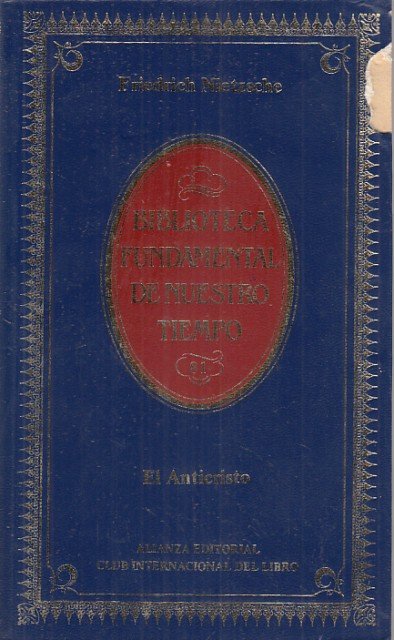 Friedrich Nietzsche
BIBLIOTECA
FUNDAMENTAL
DE NUESTRO
TIEMPO
El Anticristo
ALIANZA EDITORIAL
CLUB INTERNACIONAL DEL LIBRO